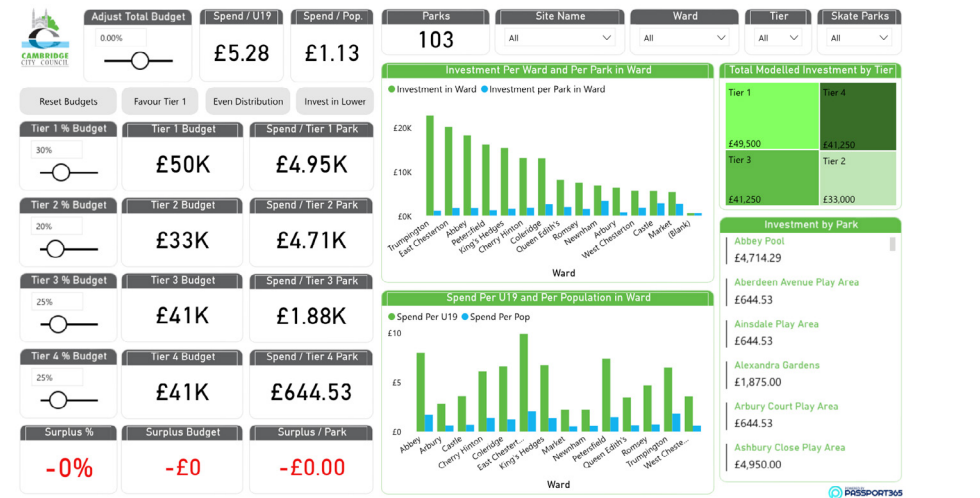 CAMBRIDGE
CITY COUNCIL
Adjust Total Budget
0.00%
Spend / U19
£5.28
Spend / Pop.
£1.13
Parks
103
Site Name
All
Ward
All
Tier
All
Skate Parks
All
Reset Budgets
Favour Tier 1
Even Distribution
Invest in Lower
Tier 1 % Budget
30%
Tier 1 Budget
£50K
Spend / Tier 1 Park
£4.95K
Tier 2 % Budget
20%
Tier 2 Budget
£33K
Spend / Tier 2 Park
£4.71K
Tier 3 % Budget
25%
Tier 3 Budget
£41K
Spend / Tier 3 Park
£1.88K
Tier 4 % Budget
25%
Tier 4 Budget
£41K
Spend / Tier 4 Park
£644.53
Surplus %
-0%
Surplus Budget
-£0
Surplus / Park
-£0.00
Investment Per Ward and Per Park in Ward
Investment in Ward
Investment per Park in Ward
£20K
£10K
£0K
Trumpington
East Chesterton
Abbey
Petersfield
King's Hedges
Cherry Hinton
Coleridge
Queen Edith's
Romsey
Newnham
Arbury
West Chesterton
Castle
Market
(Blank)
Ward
Spend Per U19 and Per Population in Ward
Spend Per U19
Spend Per Pop
£10
£5
£0
Abbey
Arbury
Castle
Cherry Hinton
Coleridge
East Chestert...
King's Hedges
Market
Newnham
Petersfield
Queen Edith's
Romsey
Trumpington
West Cheste...
Ward
Total Modelled Investment by Tier
Tier 1
£49,500
Tier 4
£41,250
Tier 3
£41,250
Tier 2
£33,000
Investment by Park
Abbey Pool
£4,714.29
Aberdeen Avenue Play Area
£644.53
Ainsdale Play Area
£644.53
Alexandra Gardens
£1,875.00
Arbury Court Play Area
£644.53
Ashbury Close Play Area
£4,950.00
PASSPORT365